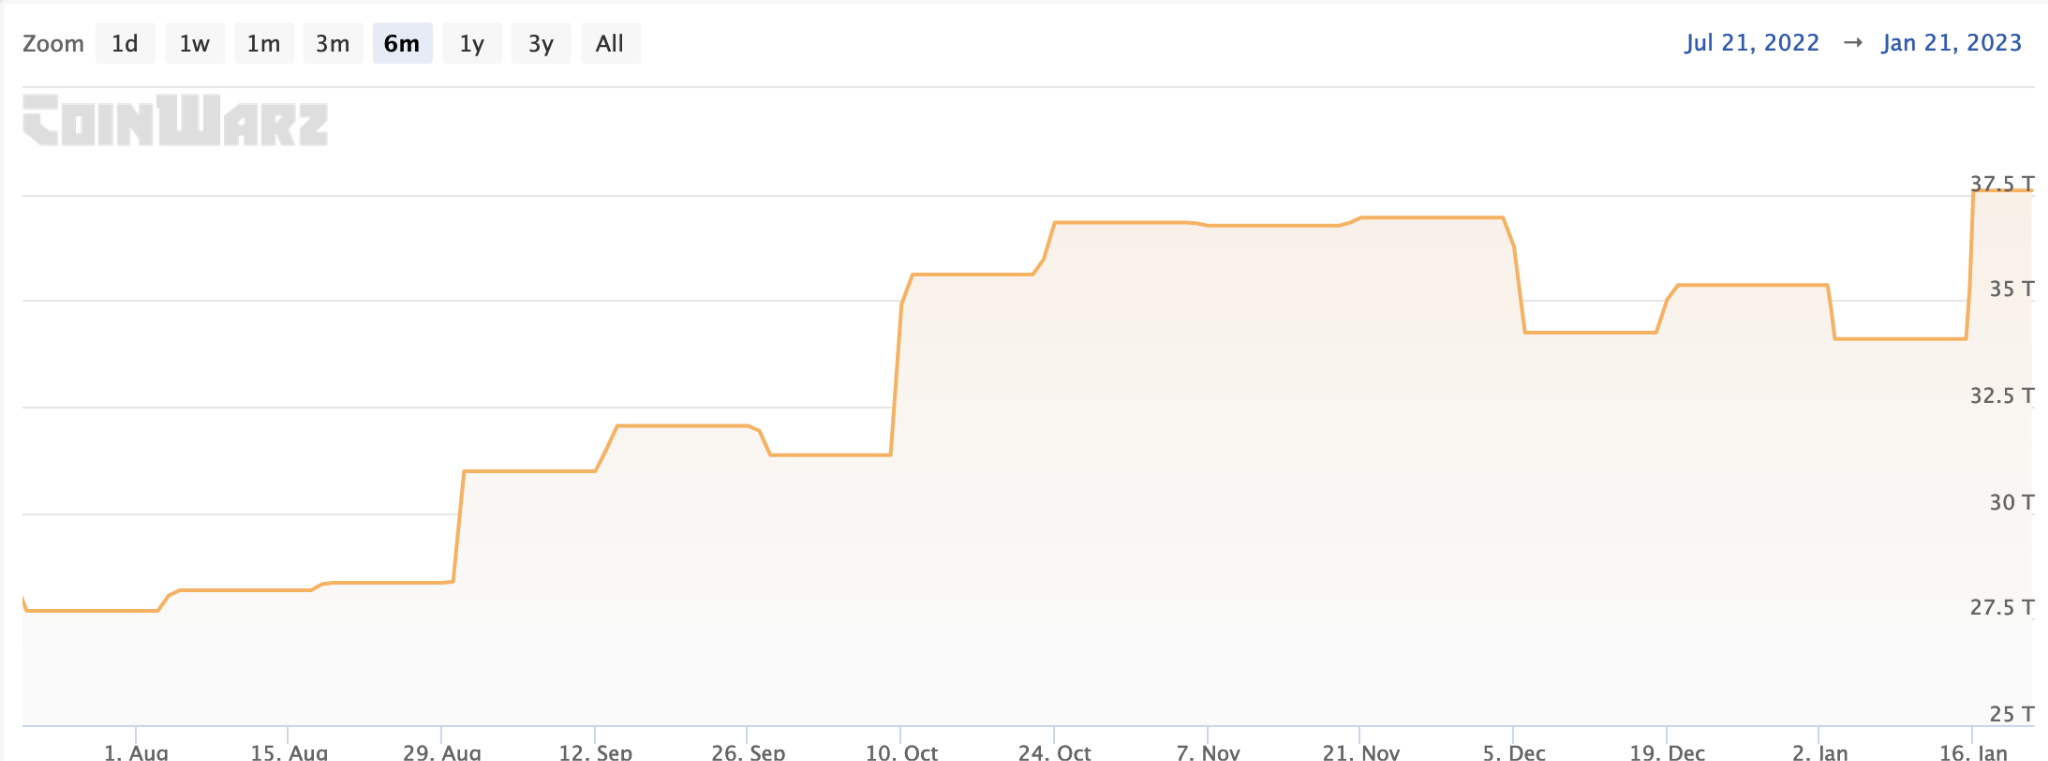 Zoom 1d 1w 1m 3m 6m 1y 3y All Jul 21, 2022 → Jan 21, 2023
COINWARZ
37.5 T
35 T
32.5 T
30 T
27.5 T
25 T
1. Aug 15. Aug 29. Aug 12. Sep 26. Sep 10. Oct 24. Oct 7. Nov 21. Nov 5. Dec 19. Dec 2. Jan 16. Jan